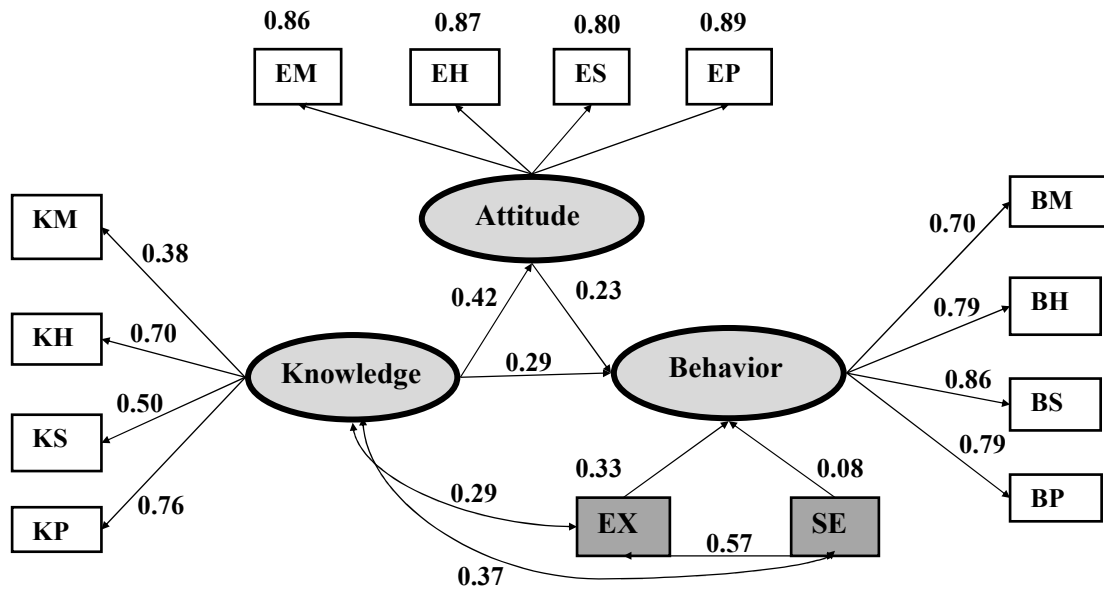 0.86 0.87 0.80 0.89
EM EH ES EP
Attitude
KM
0.38
KH
0.70
KS
0.50
KP
0.76
Knowledge
0.42
0.23
0.29
Behavior
BM
0.70
BH
0.79
BS
0.86
BP
0.79
0.33
0.08
EX
SE
0.29
0.57
0.37